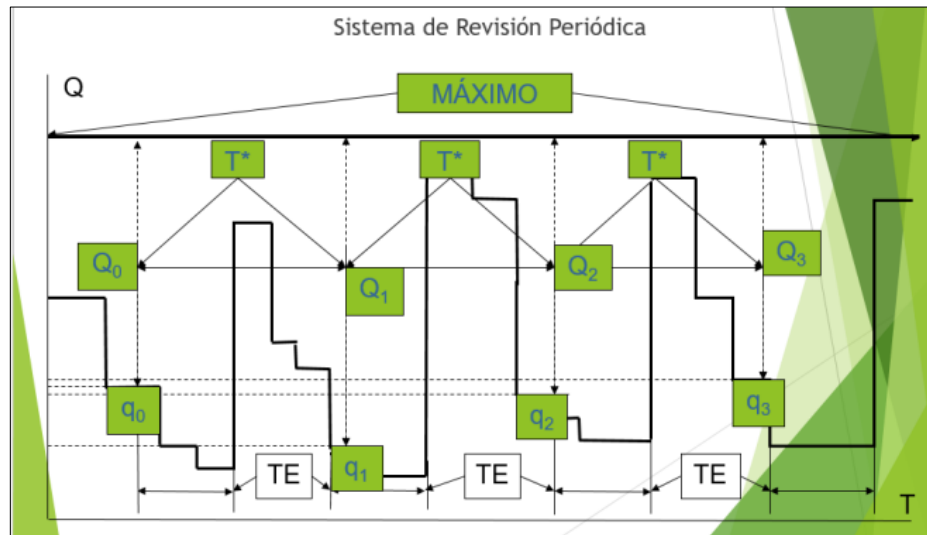 Sistema de Revisión Periódica
Q
MÁXIMO
T* T* T*
Q₀ Q₁ Q₂ Q₃
q₀ q₁ q₂ q₃
TE TE TE
T